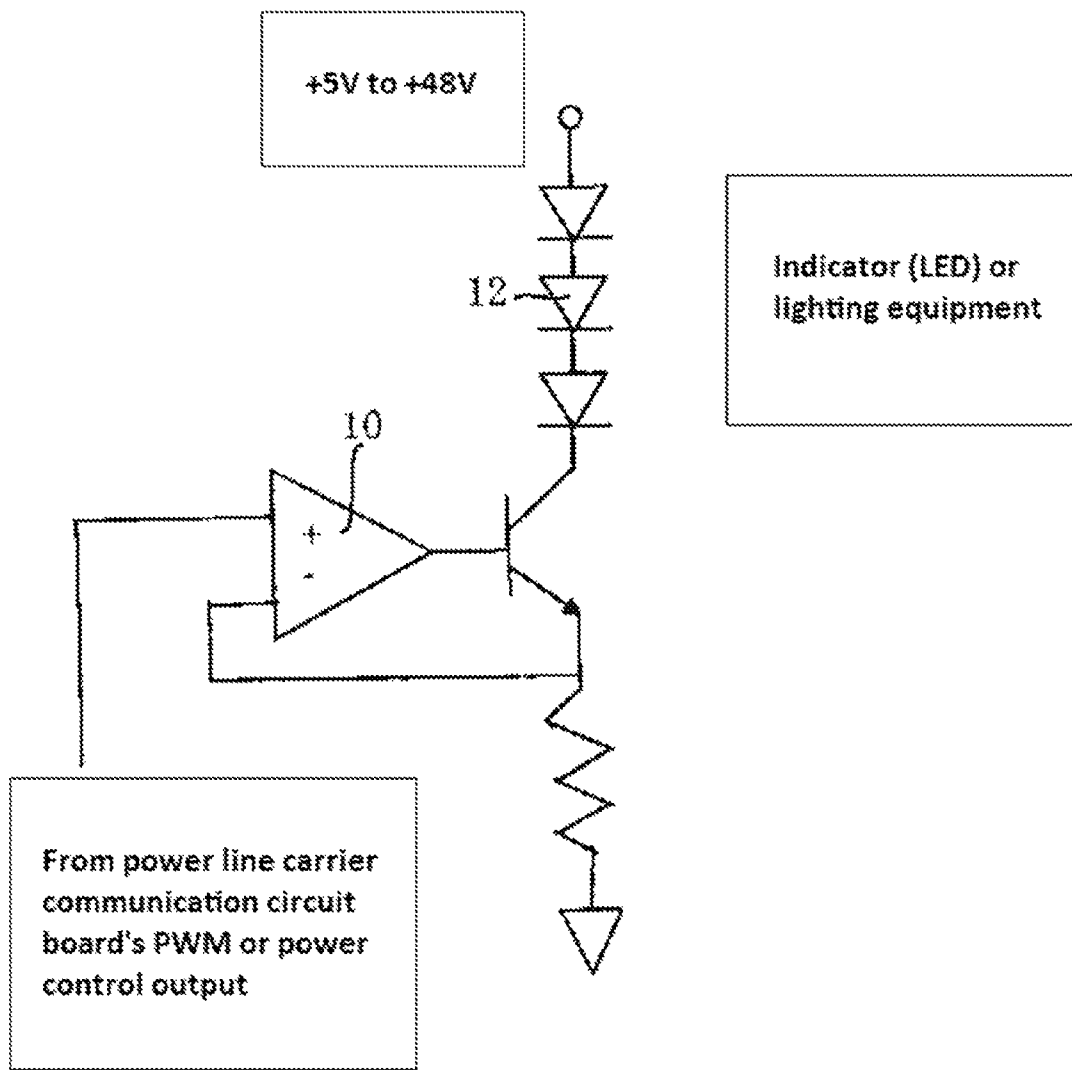 +5V to +48V
Indicator (LED) or
lighting equipment
12
10
+
-
From power line carrier
communication circuit
board's PWM or power
control output